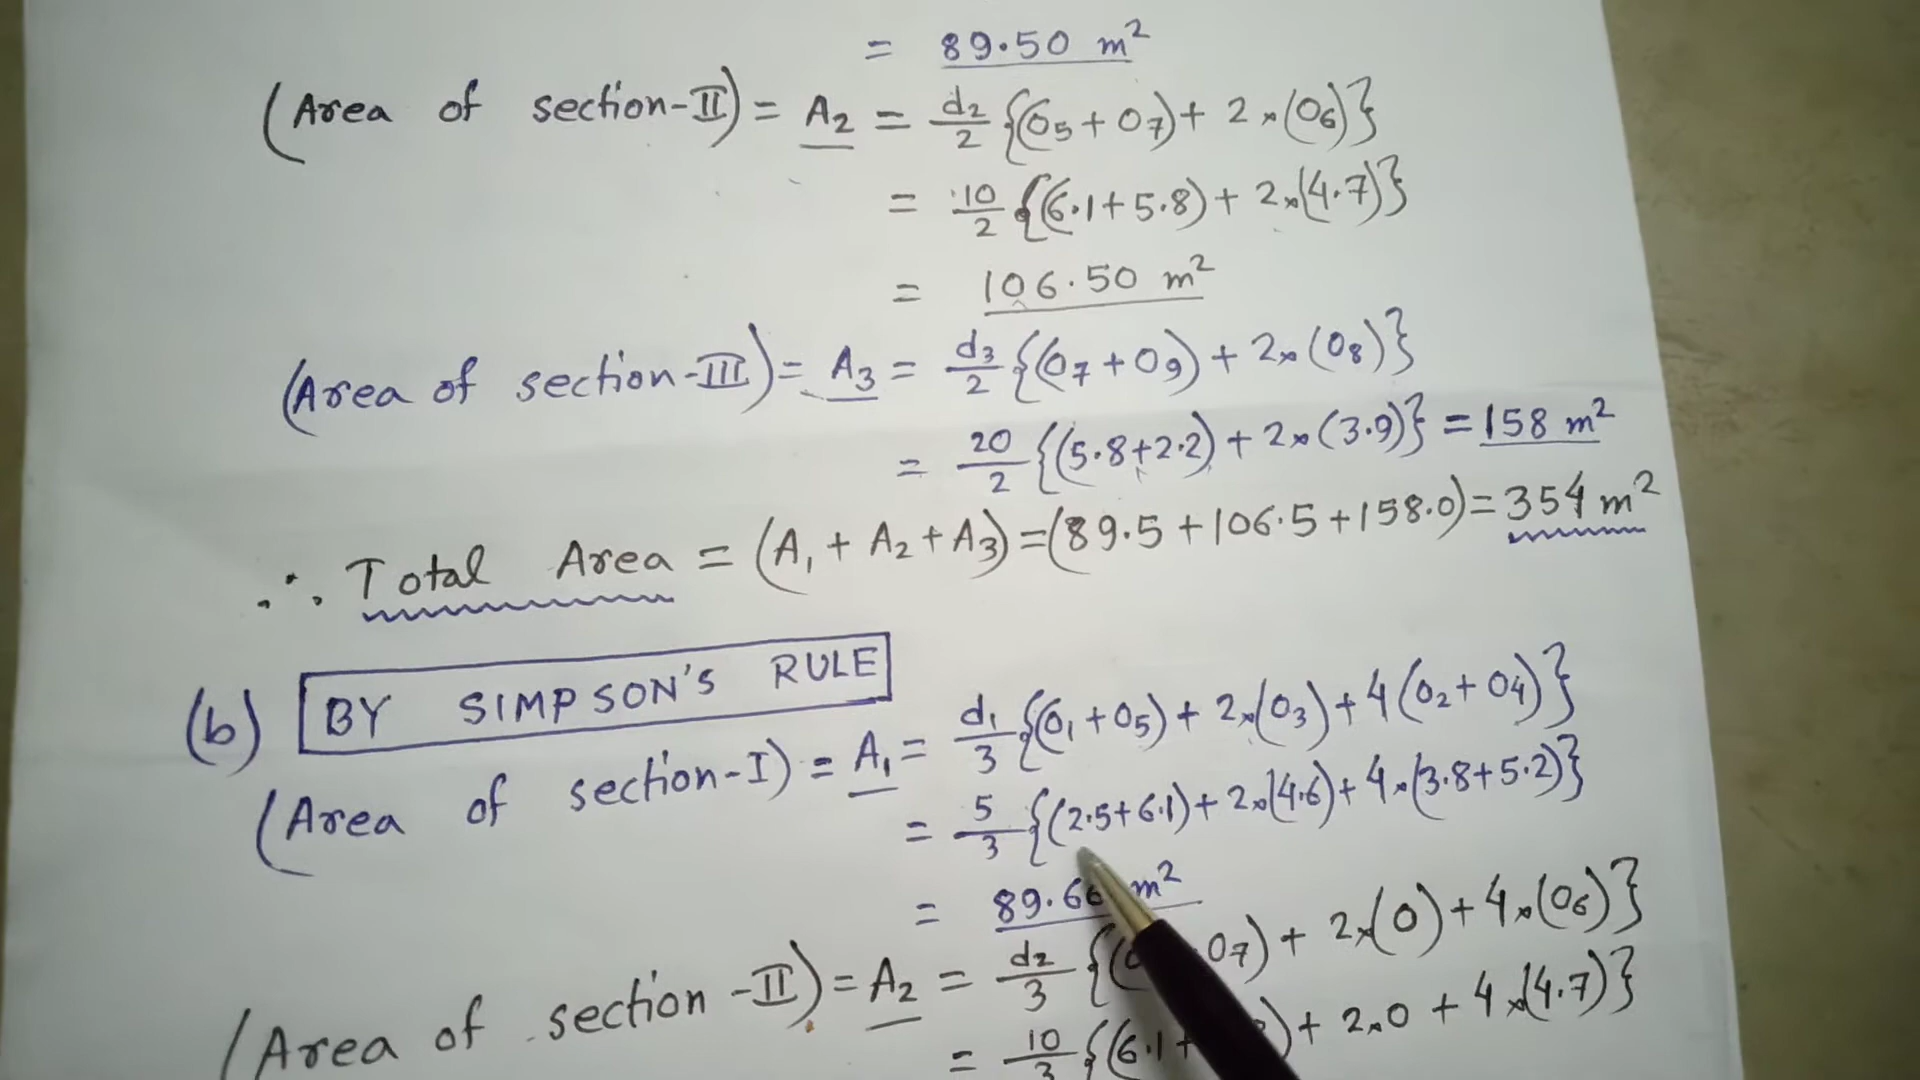 = 89.50 m²
(Area of section-II) = A₂ = d₂/2 {(O₅ + O₇) + 2 × (O₆)}
= 10/2 {(6.1 + 5.8) + 2 × (4.7)}
= 106.50 m²
(Area of section-III) = A₃ = d₃/2 {(O₇ + O₉) + 2 × (O₈)}
= 20/2 {(5.8 + 2.2) + 2 × (3.9)} = 158 m²
∴ Total Area = (A₁ + A₂ + A₃) = (89.5 + 106.5 + 158.0) = 354 m²
(b) BY SIMPSON'S RULE
(Area of section-I) = A₁ = d₁/3 {(O₁ + O₅) + 2 × (O₃) + 4 (O₂ + O₄)}
= 5/3 {(2.5 + 6.1) + 2 × (4.6) + 4 × (3.8 + 5.2)}
= 89.66 m²
(Area of section-II) = A₂ = d₂/3 {( O₇) + 2 × (0) + 4 × (O₆)}
= 10/3 {(6.1 + ) + 2 × 0 + 4 × (4.7)}